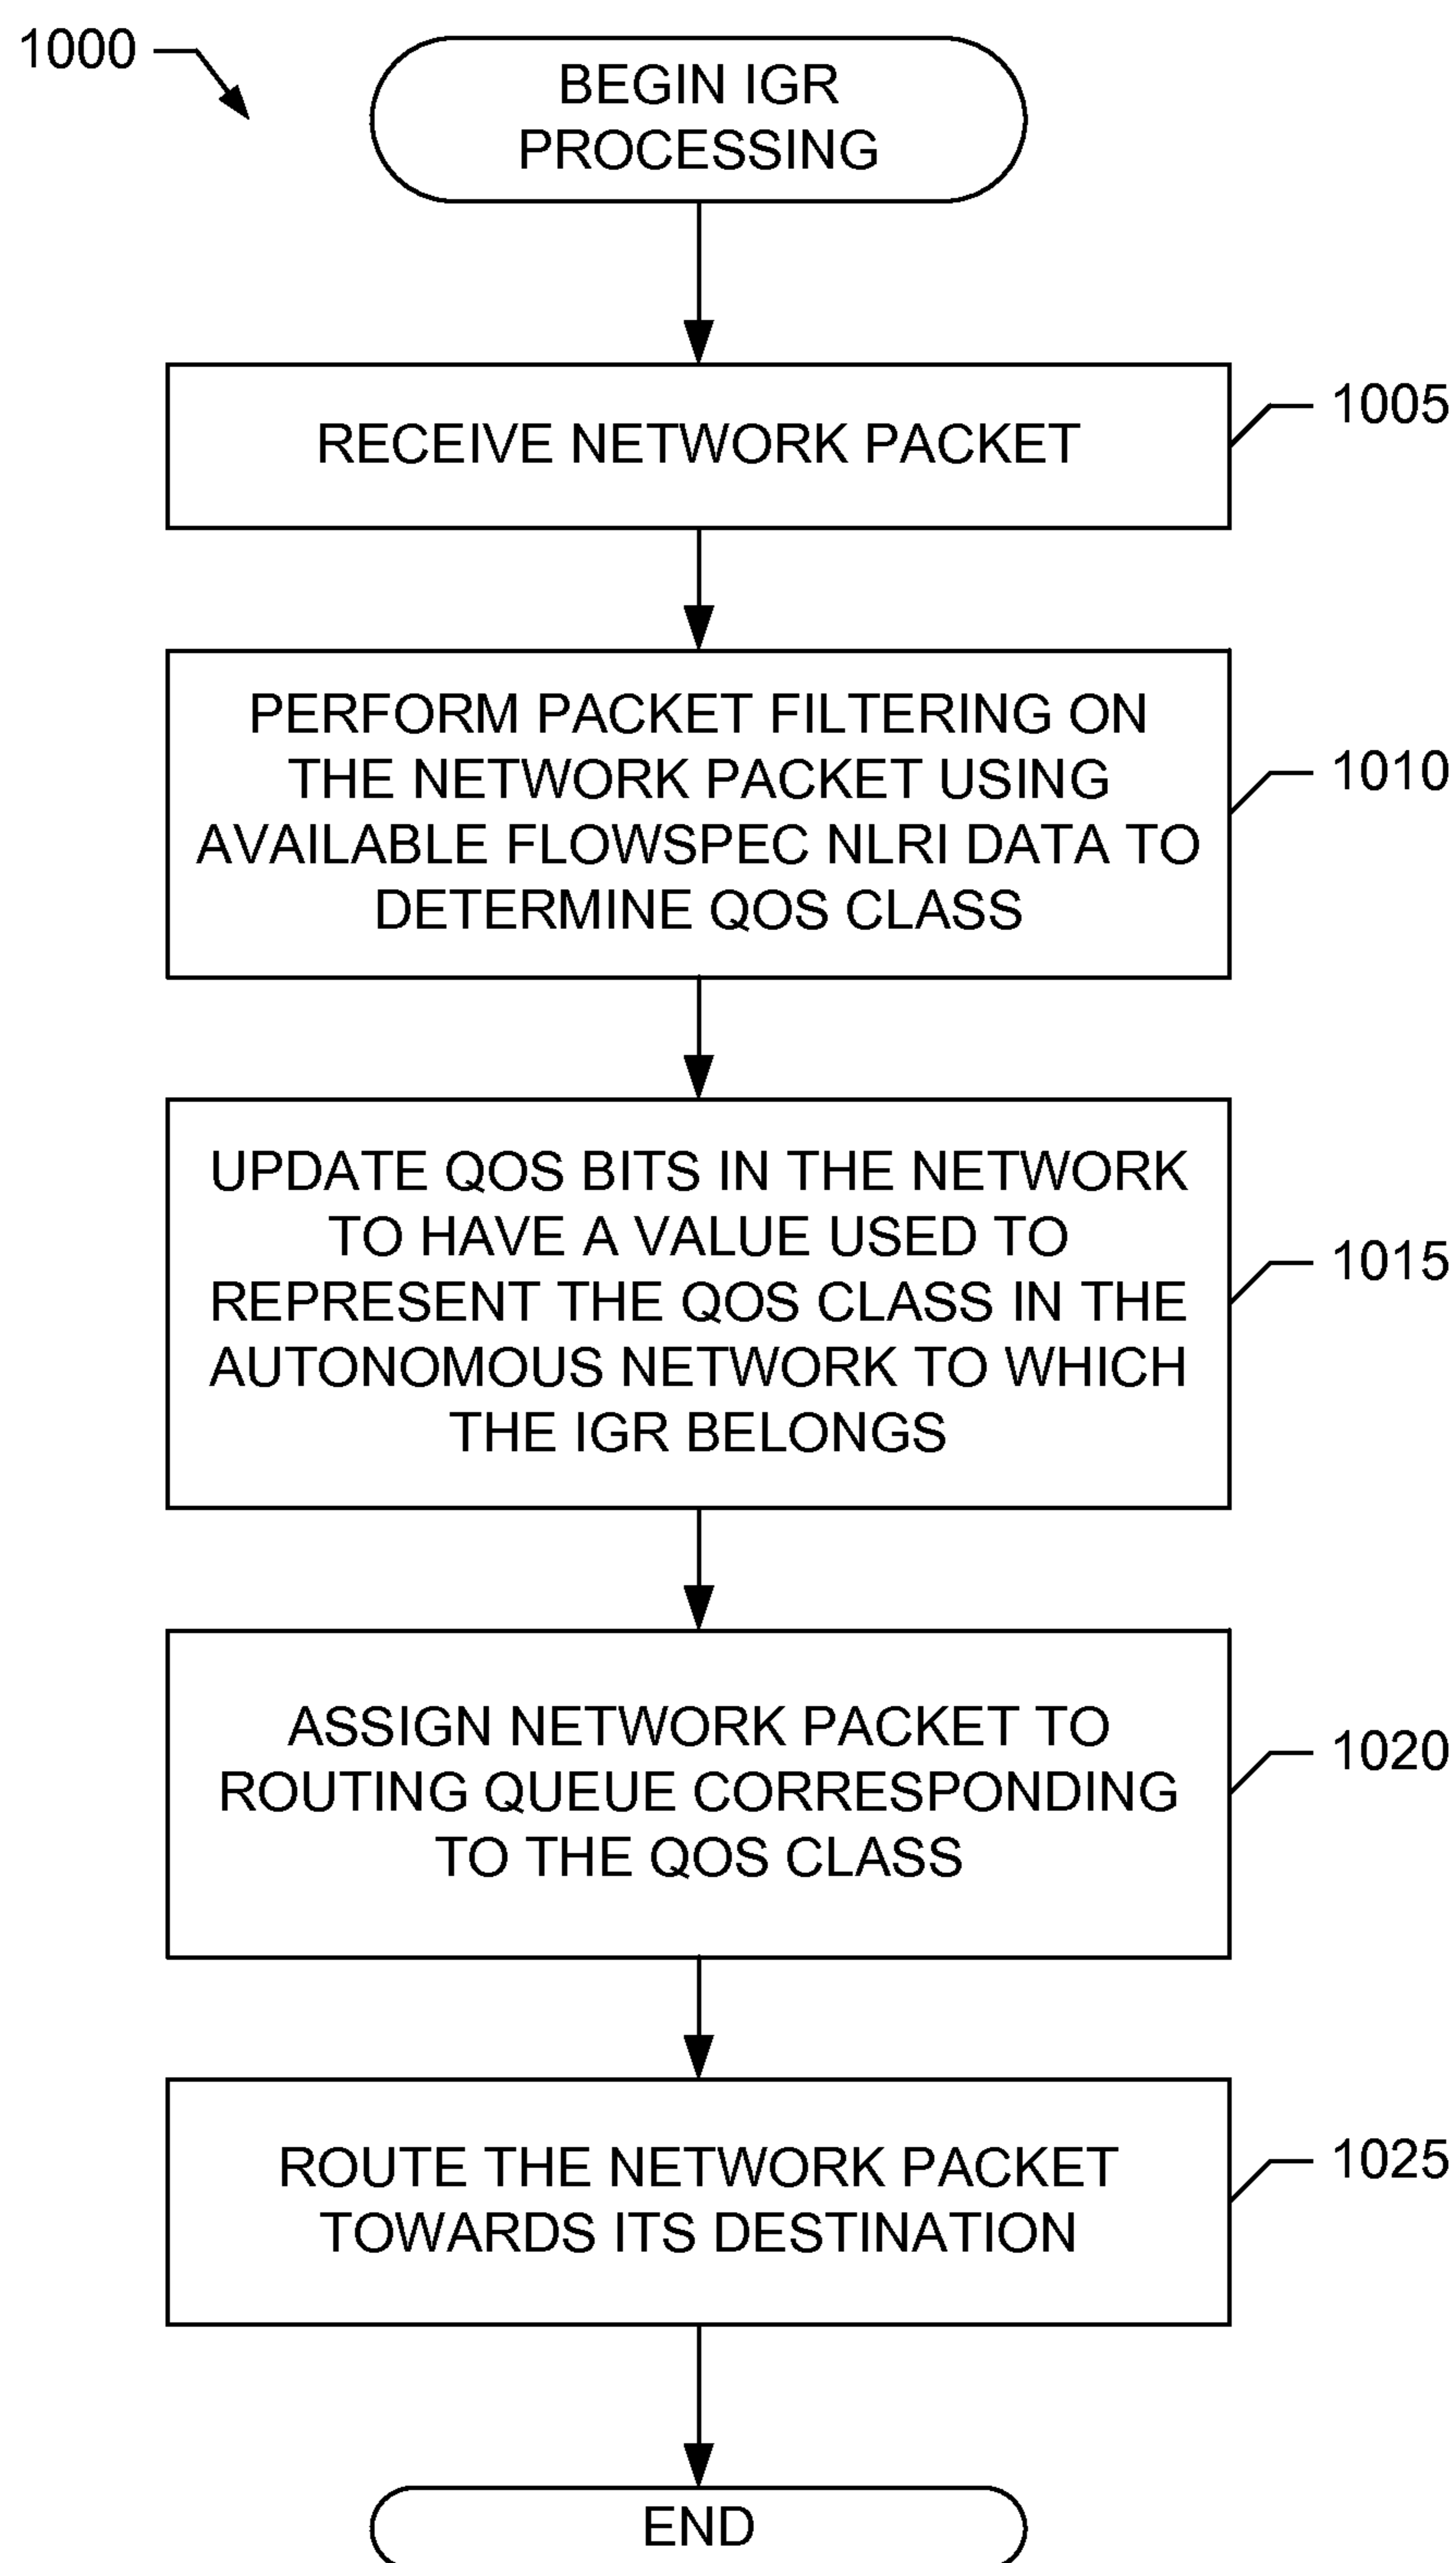 1000
BEGIN IGR
PROCESSING
RECEIVE NETWORK PACKET
1005
PERFORM PACKET FILTERING ON
THE NETWORK PACKET USING
AVAILABLE FLOWSPEC NLRI DATA TO
DETERMINE QOS CLASS
1010
UPDATE QOS BITS IN THE NETWORK
TO HAVE A VALUE USED TO
REPRESENT THE QOS CLASS IN THE
AUTONOMOUS NETWORK TO WHICH
THE IGR BELONGS
1015
ASSIGN NETWORK PACKET TO
ROUTING QUEUE CORRESPONDING
TO THE QOS CLASS
1020
ROUTE THE NETWORK PACKET
TOWARDS ITS DESTINATION
1025
END